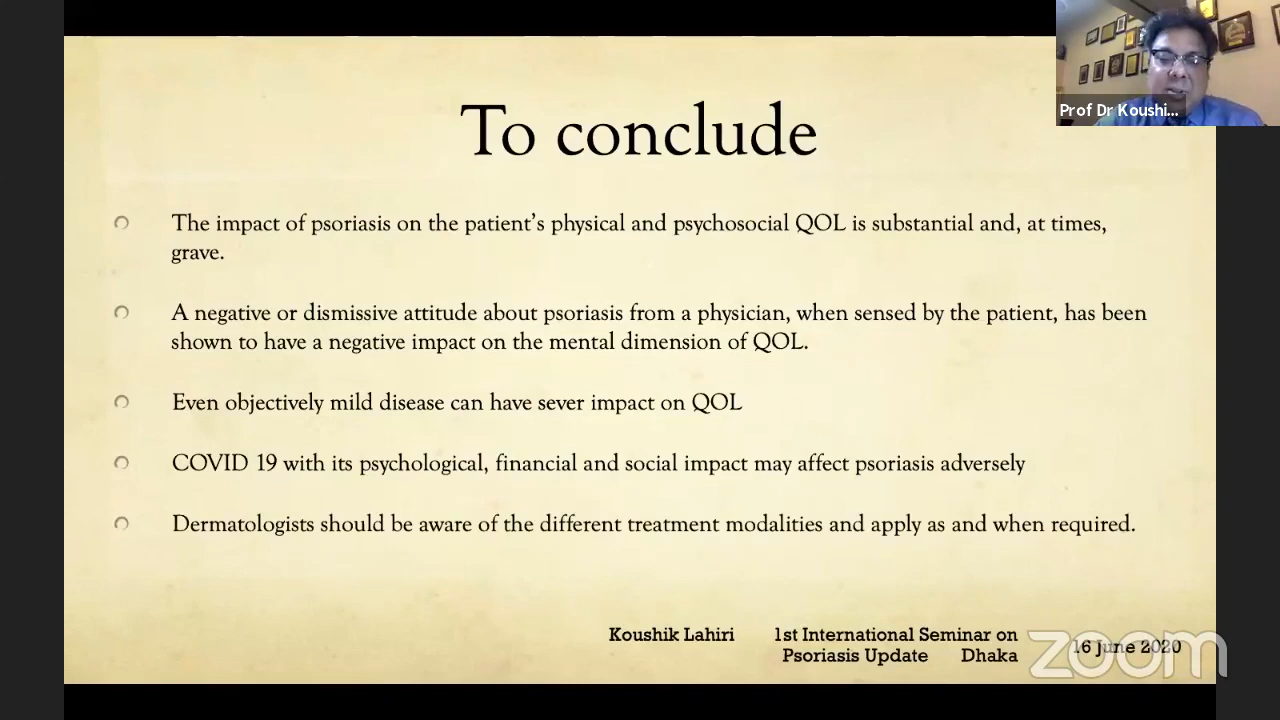 To conclude
Prof Dr Koushi...
The impact of psoriasis on the patient's physical and psychosocial QOL is substantial and, at times,
grave.
A negative or dismissive attitude about psoriasis from a physician, when sensed by the patient, has been
shown to have a negative impact on the mental dimension of QOL.
Even objectively mild disease can have sever impact on QOL
COVID 19 with its psychological, financial and social impact may affect psoriasis adversely
Dermatologists should be aware of the different treatment modalities and apply as and when required.
Koushik Lahiri 1st International Seminar on
Psoriasis Update Dhaka
16 June 2020
zoom